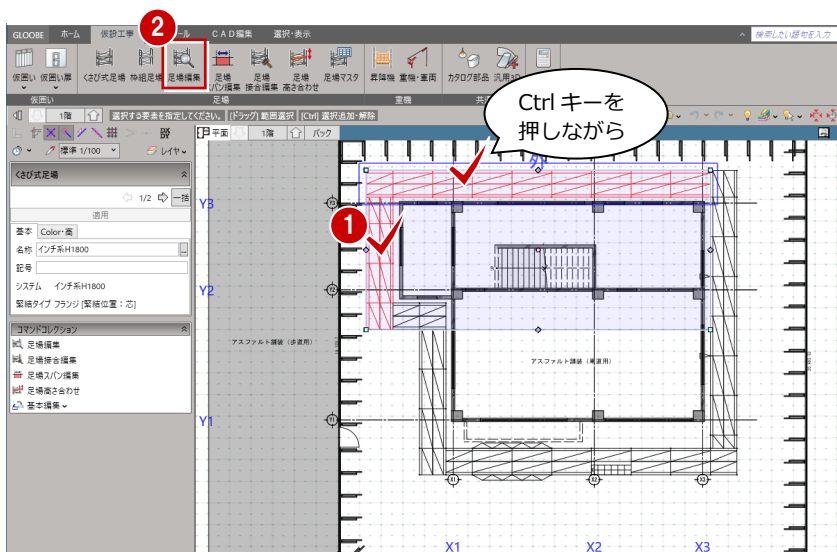 GLOOBE ホーム 仮設工事 ール CAD編集 選択・表示 検索したい語句を入力
2
仮囲い 仮囲い扉 くさび式足場 枠組足場 足場編集 足場 足場 足場 足場マスタ 昇降機 重機・車両 カタログ部品 汎用3D
スパン編集 接合編集 高さ合わせ
仮囲い 足場 重機
1階 選択する要素を指定してください。 [[ドラッグ] 範囲選択 | [Ctrl] 選択追加・解除
Ctrl キーを
押しながら
平面 1階 バック
標準 1/100 レイヤ
くさび式足場
1/2 一括
適用
基本 Color・高
名称 インチ系H1800 ...
記号
システム インチ系H1800
緊結タイプ フランジ [緊結位置：芯]
コマンドコレクション
足場編集
足場接合編集
足場スパン編集
足場高さ合わせ
基本編集
1
Y3 Y3
Y2 Y2
アスファルト舗装 (歩道用)
アスファルト舗装 (車道用)
Y1 Y1
X1 X2 X3
X1 X2 X3